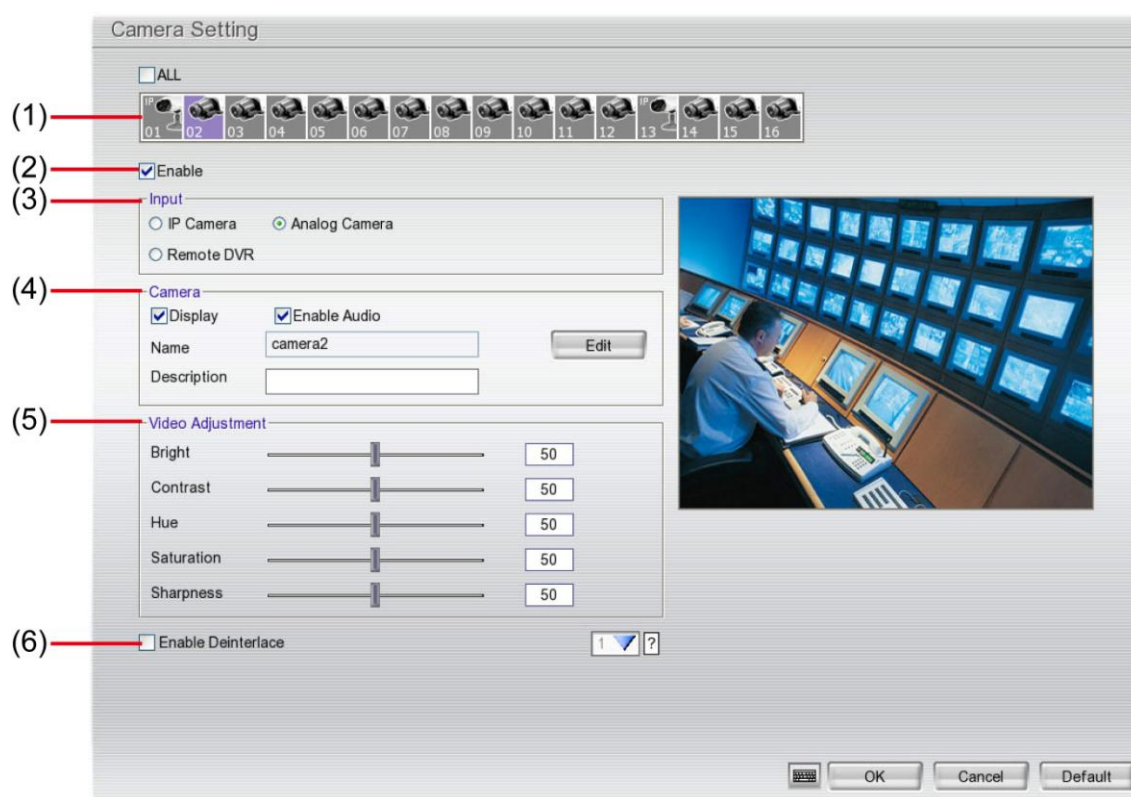 Camera Setting
ALL
(1)
IP IP
01 02 03 04 05 06 07 08 09 10 11 12 13 14 15 16
(2) Enable
(3) Input
IP Camera Analog Camera
Remote DVR
(4) Camera
Display Enable Audio
Name camera2 Edit
Description
(5) Video Adjustment
Bright 50
Contrast 50
Hue 50
Saturation 50
Sharpness 50
(6) Enable Deinterlace 1 ?
OK Cancel Default